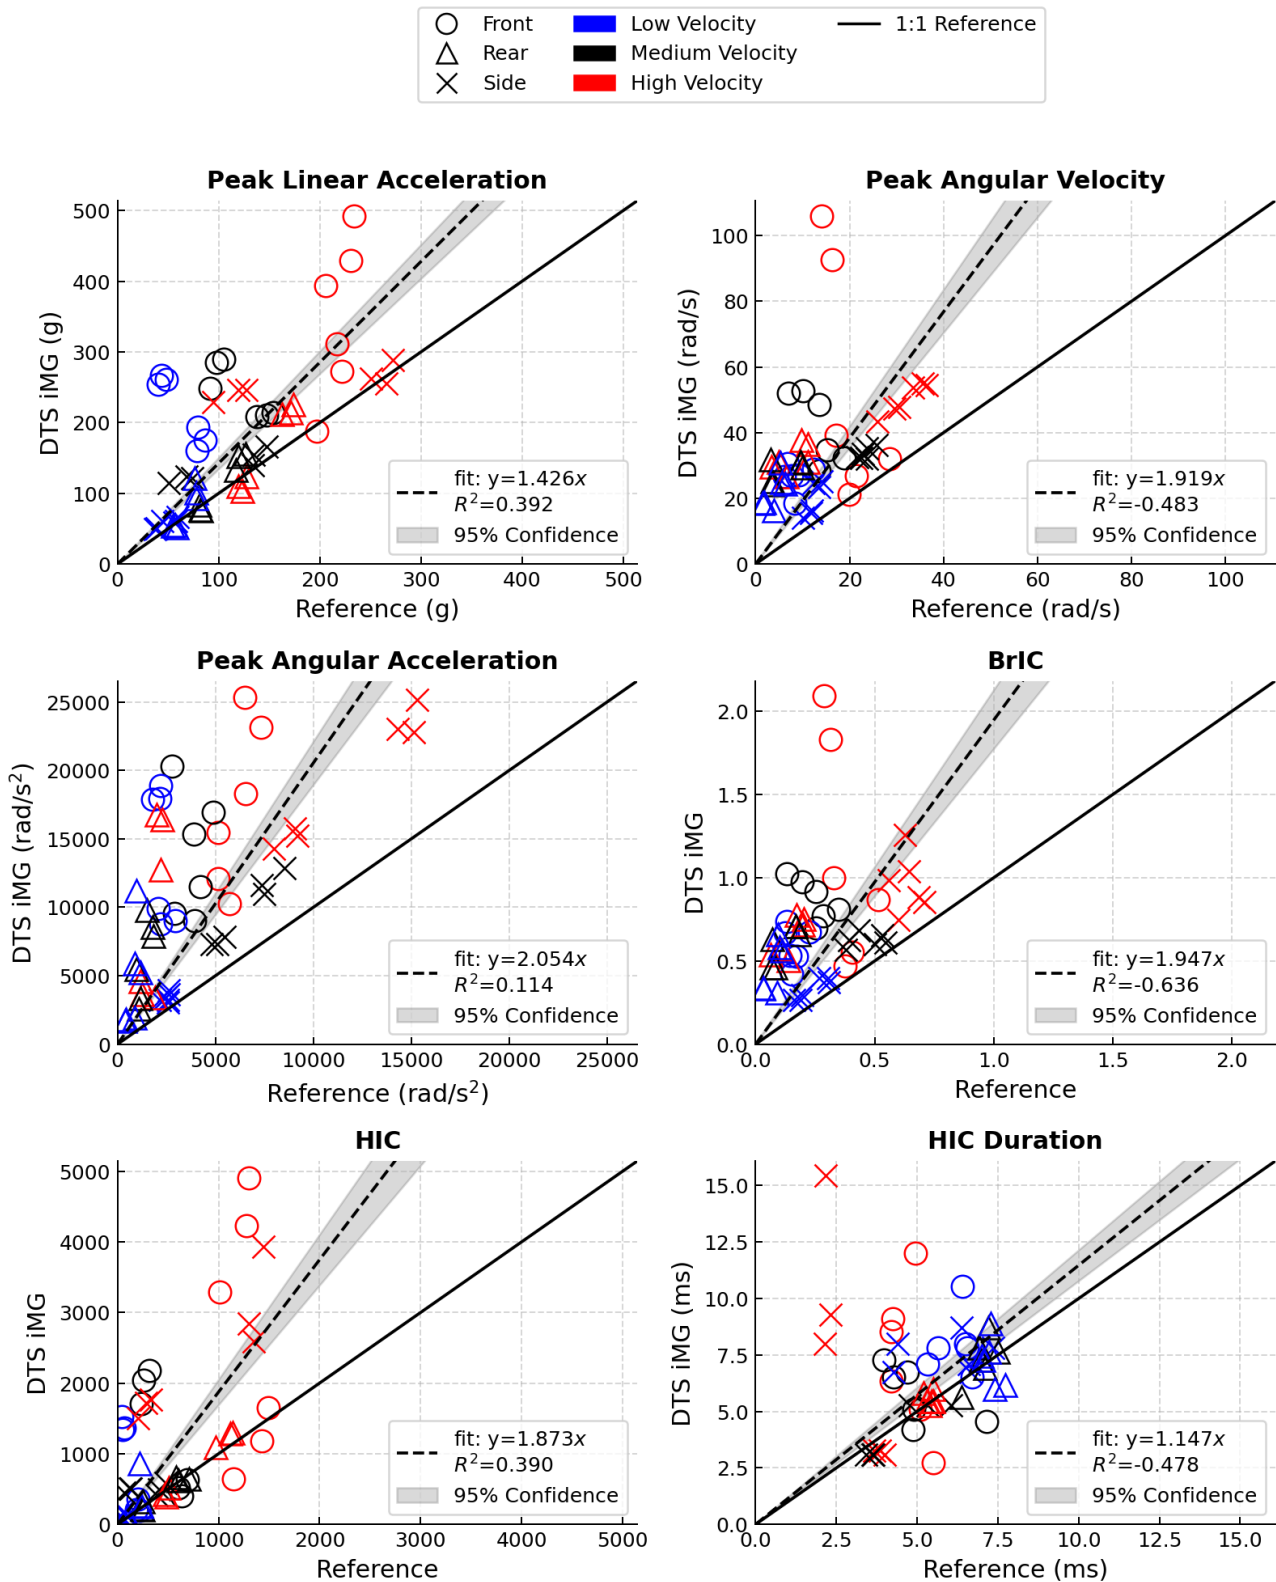 Front
Rear
Side
Low Velocity
Medium Velocity
High Velocity
1:1 Reference
Peak Linear Acceleration
500
400
300
200
100
0
DTS iMG (g)
fit: y=1.426x
R²=0.392
95% Confidence
0 100 200 300 400 500
Reference (g)
Peak Angular Velocity
100
80
60
40
20
0
DTS iMG (rad/s)
fit: y=1.919x
R²=-0.483
95% Confidence
0 20 40 60 80 100
Reference (rad/s)
Peak Angular Acceleration
25000
20000
15000
10000
5000
0
DTS iMG (rad/s²)
fit: y=2.054x
R²=0.114
95% Confidence
0 5000 10000 15000 20000 25000
Reference (rad/s²)
BrIC
2.0
1.5
1.0
0.5
0.0
DTS iMG
fit: y=1.947x
R²=-0.636
95% Confidence
0.0 0.5 1.0 1.5 2.0
Reference
HIC
5000
4000
3000
2000
1000
0
DTS iMG
fit: y=1.873x
R²=0.390
95% Confidence
0 1000 2000 3000 4000 5000
Reference
HIC Duration
15.0
12.5
10.0
7.5
5.0
2.5
0.0
DTS iMG (ms)
fit: y=1.147x
R²=-0.478
95% Confidence
0.0 2.5 5.0 7.5 10.0 12.5 15.0
Reference (ms)